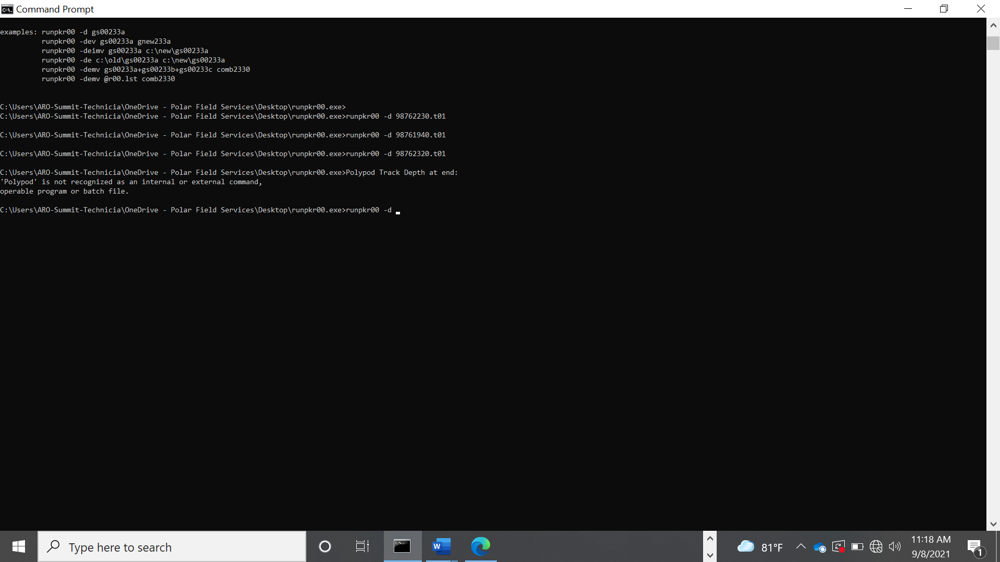 Command Prompt
examples: runpkr00 -d gs00233a
runpkr00 -dev gs00233a gnew233a
runpkr00 -deimv gs00233a c:\new\gs00233a
runpkr00 -de c:\old\gs00233a c:\new\gs00233a
runpkr00 -demv gs00233a+gs00233b+gs00233c comb2330
runpkr00 -demv @r00.lst comb2330
C:\Users\ARO-Summit-Technicia\OneDrive - Polar Field Services\Desktop\runpkr00.exe>
C:\Users\ARO-Summit-Technicia\OneDrive - Polar Field Services\Desktop\runpkr00.exe>runpkr00 -d 98762230.t01
C:\Users\ARO-Summit-Technicia\OneDrive - Polar Field Services\Desktop\runpkr00.exe>runpkr00 -d 98761940.t01
C:\Users\ARO-Summit-Technicia\OneDrive - Polar Field Services\Desktop\runpkr00.exe>runpkr00 -d 98762320.t01
C:\Users\ARO-Summit-Technicia\OneDrive - Polar Field Services\Desktop\runpkr00.exe>Polypod Track Depth at end:
'Polypod' is not recognized as an internal or external command,
operable program or batch file.
C:\Users\ARO-Summit-Technicia\OneDrive - Polar Field Services\Desktop\runpkr00.exe>runpkr00 -d
Type here to search
81°F
11:18 AM
9/8/2021
1